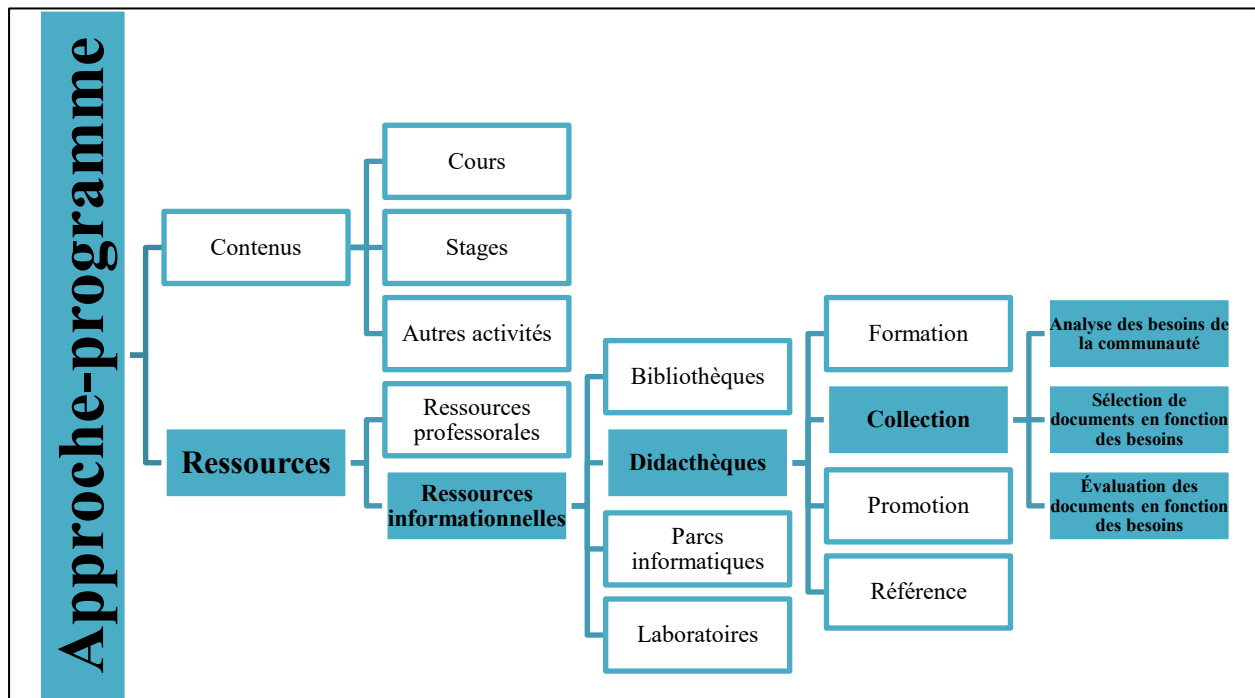 Approche-programme
Contenus
Ressources
Cours
Stages
Autres activités
Ressources
professorales
Ressources
informationnelles
Bibliothèques
Didacthèques
Parcs
informatiques
Laboratoires
Formation
Collection
Promotion
Référence
Analyse des besoins de
la communauté
Sélection de
documents en fonction
des besoins
Évaluation des
documents en fonction
des besoins